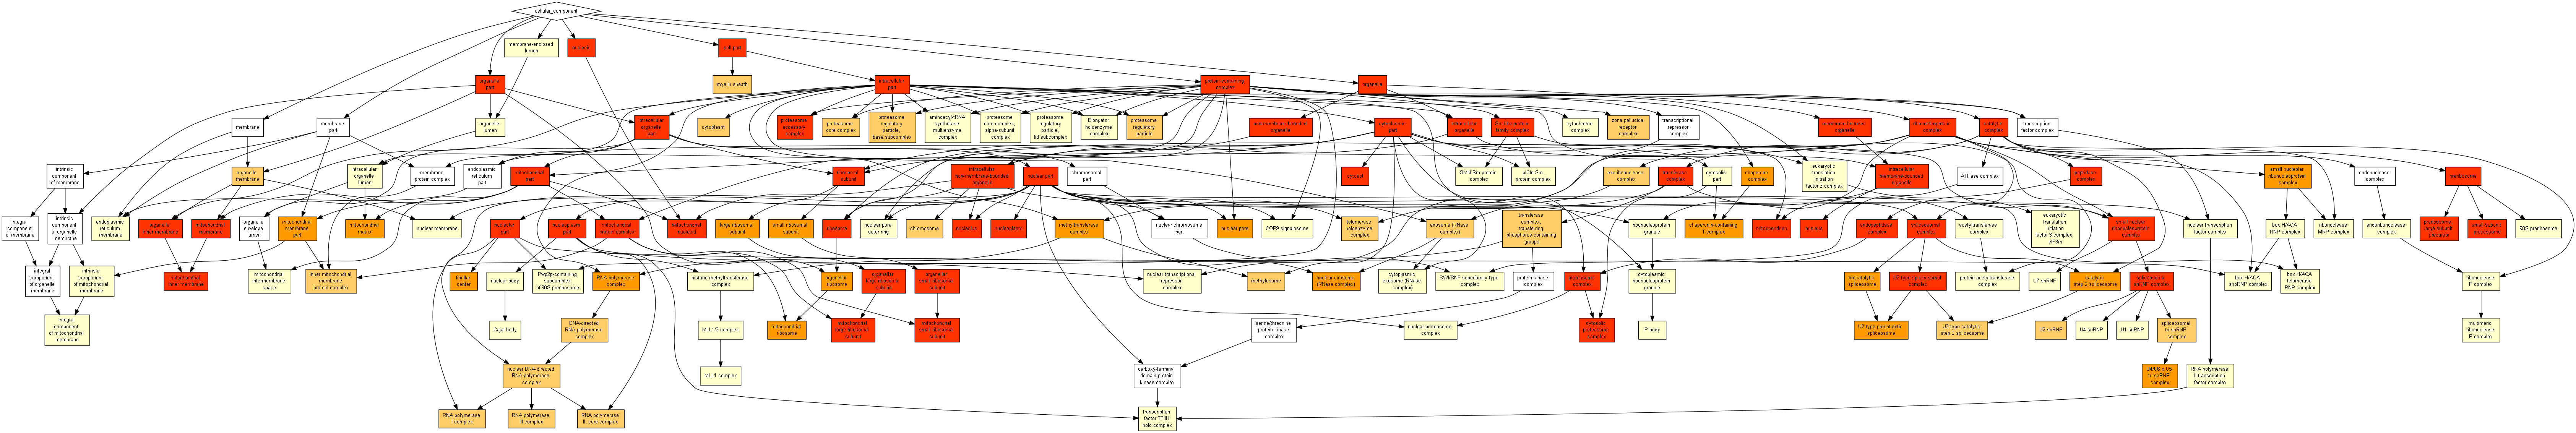 cellular_component
membrane-enclosed
lumen
nucleoid
cell part
organelle
part
myelin sheath
intracellular
part
protein-containing
complex
organelle
membrane
membrane
part
organelle
lumen
intracellular
organelle
part
cytoplasm
proteasome
accessory
complex
proteasome
core complex
proteasome
regulatory
particle,
base subcomplex
aminoacyl-tRNA
synthetase
multienzyme
complex
proteasome
core complex,
alpha-subunit
complex
proteasome
regulatory
particle,
lid subcomplex
Elongator
holoenzyme
complex
proteasome
regulatory
particle
non-membrane-bounded
organelle
cytoplasmic
part
intracellular
organelle
Sm-like protein
family complex
cytochrome
complex
zona pellucida
receptor
complex
transcriptional
repressor
complex
membrane-bounded
organelle
ribonucleoprotein
complex
catalytic
complex
transcription
factor complex
intrinsic
component
of membrane
organelle
membrane
intracellular
organelle
lumen
membrane
protein complex
endoplasmic
reticulum
part
mitochondrial
part
ribosomal
subunit
intracellular
non-membrane-bounded
organelle
nuclear part
chromosomal
part
cytosol
SMN-Sm protein
complex
pICln-Sm
protein complex
exoribonuclease
complex
transferase
complex
cytosolic
part
chaperone
complex
eukaryotic
translation
initiation
factor 3 complex
intracellular
membrane-bounded
organelle
ATPase complex
peptidase
complex
small nucleolar
ribonucleoprotein
complex
endonuclease
complex
preribosome
integral
component
of membrane
intrinsic
component
of organelle
membrane
endoplasmic
reticulum
membrane
organelle
inner membrane
mitochondrial
membrane
organelle
envelope
lumen
mitochondrial
membrane
part
mitochondrial
matrix
nuclear membrane
nucleolar
part
nucleoplasm
part
mitochondrial
protein complex
mitochondrial
nucleoid
large ribosomal
subunit
small ribosomal
subunit
ribosome
nuclear pore
outer ring
chromosome
nucleolus
nucleoplasm
methyltransferase
complex
nuclear chromosome
part
nuclear pore
COP9 signalosome
telomerase
holoenzyme
complex
exosome (RNase
complex)
transferase
complex,
transferring
phosphorus-containing
groups
ribonucleoprotein
granule
chaperonin-containing
T-complex
mitochondrion
nucleus
endopeptidase
complex
spliceosomal
complex
acetyltransferase
complex
eukaryotic
translation
initiation
factor 3 complex,
eIF3m
small nuclear
ribonucleoprotein
complex
nuclear transcription
factor complex
box H/ACA
RNP complex
ribonuclease
MRP complex
endoribonuclease
complex
preribosome,
large subunit
precursor
small-subunit
processome
90S preribosome
integral
component
of organelle
membrane
intrinsic
component
of mitochondrial
membrane
mitochondrial
inner membrane
mitochondrial
intermembrane
space
inner mitochondrial
membrane
protein complex
fibrillar
center
nuclear body
Pwp2p-containing
subcomplex
of 90S preribosome
RNA polymerase
complex
histone methyltransferase
complex
organellar
ribosome
organellar
large ribosomal
subunit
organellar
small ribosomal
subunit
nuclear transcriptional
repressor
complex
methylosome
nuclear exosome
(RNase complex)
cytoplasmic
exosome (RNase
complex)
SWI/SNF superfamily-type
complex
protein kinase
complex
proteasome
complex
cytoplasmic
ribonucleoprotein
granule
precatalytic
spliceosome
U2-type spliceosomal
complex
protein acetyltransferase
complex
U7 snRNP
catalytic
step 2 spliceosome
spliceosomal
snRNP complex
box H/ACA
snoRNP complex
box H/ACA
telomerase
RNP complex
ribonuclease
P complex
integral
component
of mitochondrial
membrane
Cajal body
DNA-directed
RNA polymerase
complex
MLL1/2 complex
mitochondrial
ribosome
mitochondrial
large ribosomal
subunit
mitochondrial
small ribosomal
subunit
serine/threonine
protein kinase
complex
nuclear proteasome
complex
cytosolic
proteasome
complex
P-body
U2-type precatalytic
spliceosome
U2-type catalytic
step 2 spliceosome
U2 snRNP
U4 snRNP
U1 snRNP
spliceosomal
tri-snRNP
complex
multimeric
ribonuclease
P complex
nuclear DNA-directed
RNA polymerase
complex
MLL1 complex
carboxy-terminal
domain protein
kinase complex
U4/U6 x U5
tri-snRNP
complex
RNA polymerase
II transcription
factor complex
RNA polymerase
I complex
RNA polymerase
III complex
RNA polymerase
II, core complex
transcription
factor TFIIH
holo complex